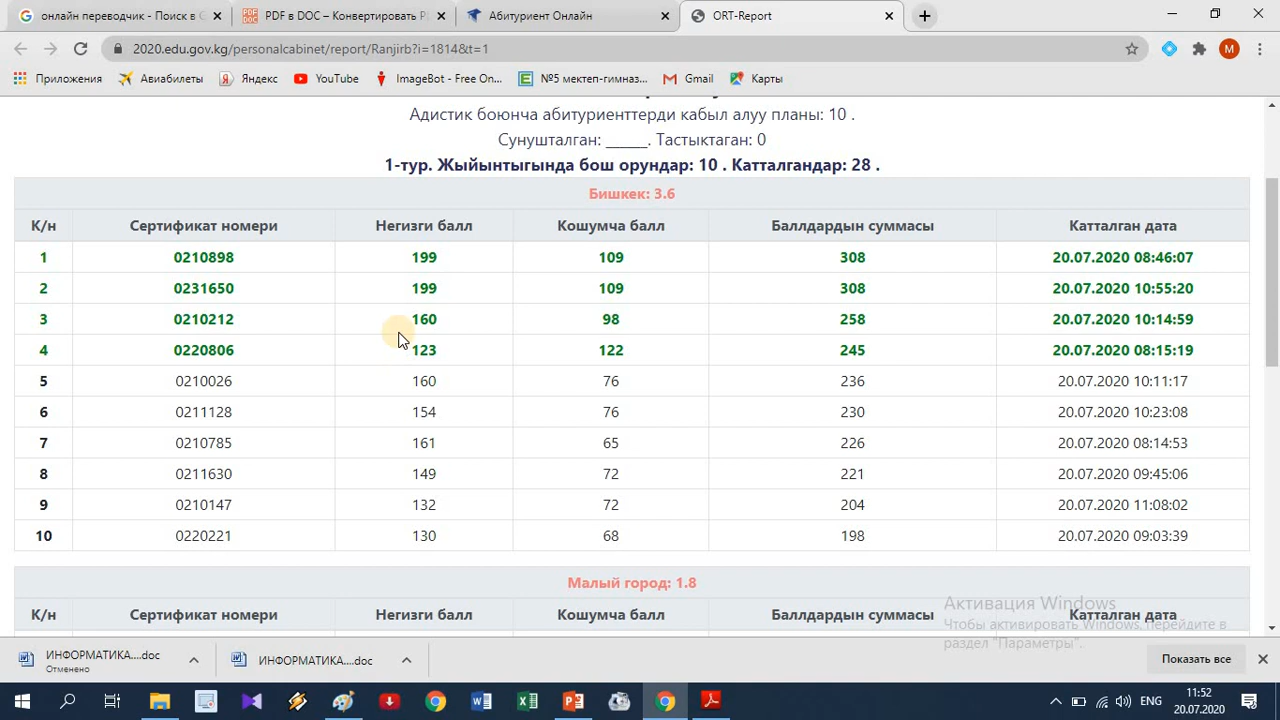 онлайн переводчик - Поиск в G
PDF в DOC – Конвертировать P
Абитуриент Онлайн
ORT-Report
2020.edu.gov.kg/personalcabinet/report/Ranjirb?i=1814&t=1
M
Приложения
Авиабилеты
Яндекс
YouTube
ImageBot - Free On...
№5 мектеп-гимназ...
Gmail
Карты
Адистик боюнча абитуриенттерди кабыл алуу планы: 10 .
Сунушталган: _____. Тастыктаган: 0
1-тур. Жыйынтыгында бош орундар: 10 . Катталгандар: 28 .
Бишкек: 3.6
К/н Сертификат номери Негизги балл Кошумча балл Баллдардын суммасы Катталган дата
1 0210898 199 109 308 20.07.2020 08:46:07
2 0231650 199 109 308 20.07.2020 10:55:20
3 0210212 160 98 258 20.07.2020 10:14:59
4 0220806 123 122 245 20.07.2020 08:15:19
5 0210026 160 76 236 20.07.2020 10:11:17
6 0211128 154 76 230 20.07.2020 10:23:08
7 0210785 161 65 226 20.07.2020 08:14:53
8 0211630 149 72 221 20.07.2020 09:45:06
9 0210147 132 72 204 20.07.2020 11:08:02
10 0220221 130 68 198 20.07.2020 09:03:39
Малый город: 1.8
К/н Сертификат номери Негизги балл Кошумча балл Баллдардын суммасы Катталган дата
Активация Windows
Чтобы активировать Windows, перейдите в
раздел "Параметры".
ИНФОРМАТИКА....doc
Отменено
ИНФОРМАТИКА....doc
Показать все
ENG
11:52
20.07.2020